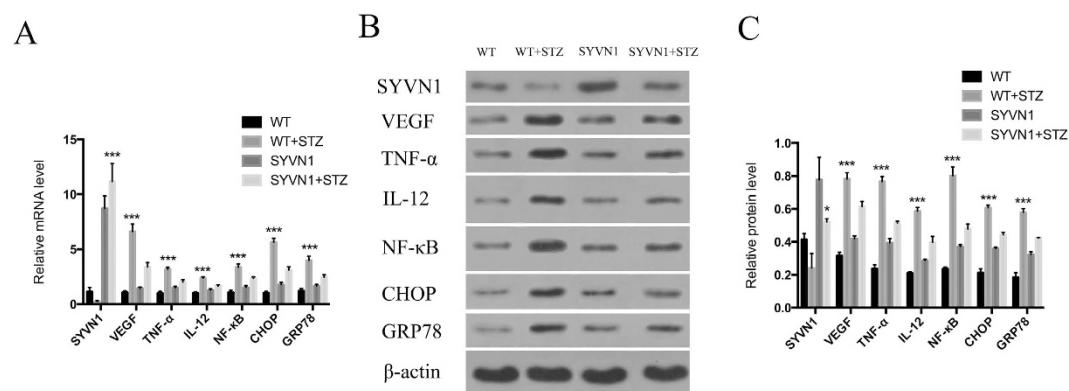 A
WT
WT+STZ
SYVN1
SYVN1+STZ
Relative mRNA level
15
10
5
0
SYVN1
VEGF
TNF-α
IL-12
NF-κB
CHOP
GRP78
***
***
***
***
***
***
***
B
WT
WT+STZ
SYVN1
SYVN1+STZ
SYVN1
VEGF
TNF-α
IL-12
NF-κB
CHOP
GRP78
β-actin
C
WT
WT+STZ
SYVN1
SYVN1+STZ
Relative protein level
1.0
0.8
0.6
0.4
0.2
0.0
*
***
***
***
***
***
***
SYVN1
VEGF
TNF-α
IL-12
NF-κB
CHOP
GRP78